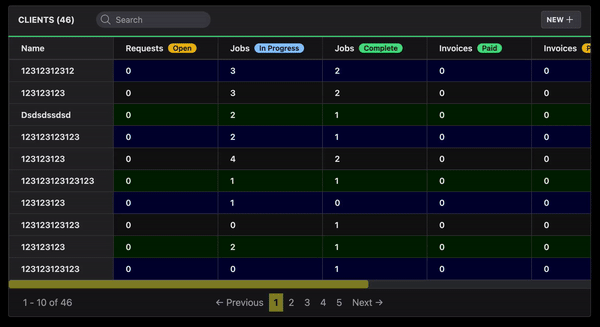 CLIENTS (46) Search NEW +
Name Requests Open Jobs In Progress Jobs Complete Invoices Paid Invoices
12312312312 0 3 2 0 0
123123123 0 3 2 0 0
Dsdsdssdsd 0 2 1 0 0
123123123123 0 2 1 0 0
123123123 0 4 2 0 0
123123123123123 0 1 1 0 0
123123123 0 1 0 0 0
123123123123 0 0 1 0 0
123123123 0 2 1 0 0
123123123123 0 0 1 0 0
1 - 10 of 46 ← Previous 1 2 3 4 5 Next →